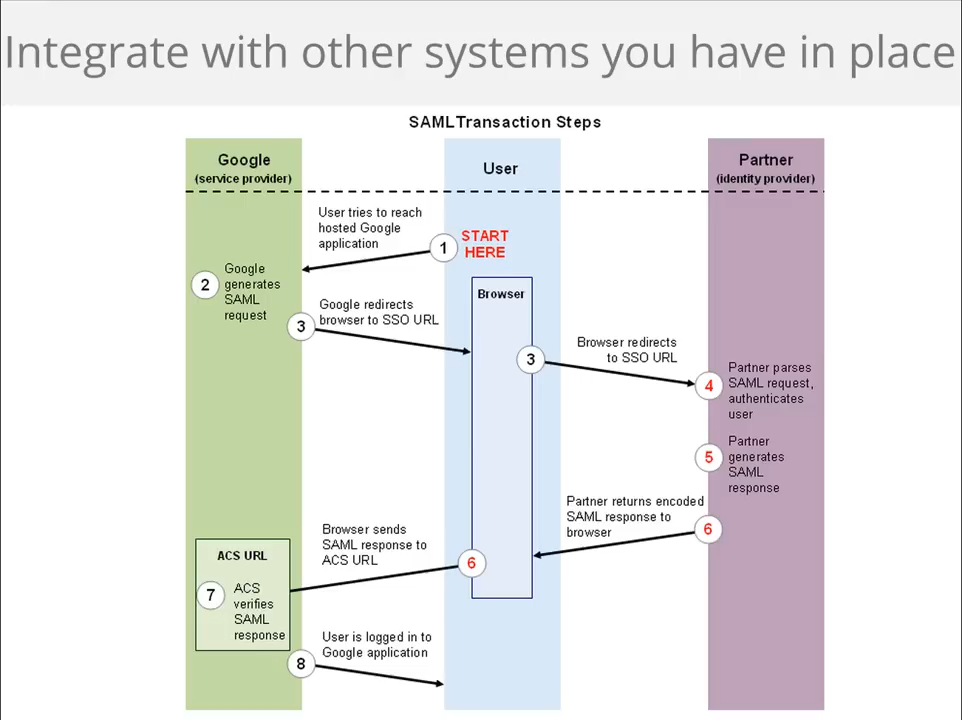 Integrate with other systems you have in place
SAML Transaction Steps
Google
(service provider)
User
Partner
(identity provider)
User tries to reach
hosted Google
application
1
START
HERE
2
Google
generates
SAML
request
Browser
3
Google redirects
browser to SSO URL
3
Browser redirects
to SSO URL
4
Partner parses
SAML request,
authenticates
user
5
Partner
generates
SAML
response
Partner returns encoded
SAML response to
browser
6
Browser sends
SAML response to
ACS URL
6
ACS URL
7
ACS
verifies
SAML
response
User is logged in to
Google application
8